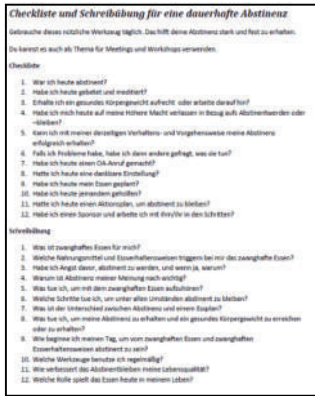 Checkliste und Schreibübung für eine dauerhafte Abstinenz
Gebrauche dieses nützliche Werkzeug täglich. Das hilft deine Abstinenz stark und fest zu erhalten.
Du kannst es auch als Thema für Meetings und Workshops verwenden.
Checkliste
1. War ich heute abstinent?
2. Habe ich heute gebetet und meditiert?
3. Erhalte ich ein gesundes Körpergewicht aufrecht oder arbeite darauf hin?
4. Habe ich mich heute auf meine Höhere Macht verlassen in Bezug aufs Abstinentwerden oder
–bleiben?
5. Kann ich mit meiner derzeitigen Verhaltens- und Vorgehensweise meine Abstinenz
erfolgreich erhalten?
6. Falls ich Probleme habe, habe ich dann andere gefragt, was sie tun?
7. Habe ich heute einen OA-Anruf gemacht?
8. Hatte ich heute eine dankbare Einstellung?
9. Habe ich heute mein Essen geplant?
10. Habe ich heute jemandem geholfen?
11. Hatte ich heute einen Aktionsplan, um abstinent zu bleiben?
12. Habe ich einen Sponsor und arbeite ich mit ihm/ihr in den Schritten?
Schreibübung
1. Was ist zwanghaftes Essen für mich?
2. Welche Nahrungsmittel und Essverhaltensweisen triggern bei mir das zwanghafte Essen?
3. Habe ich Angst davor, abstinent zu werden, und wenn ja, warum?
4. Warum ist Abstinenz meiner Meinung nach wichtig?
5. Was tue ich, um mit dem zwanghaften Essen aufzuhören?
6. Welche Schritte tue ich, um unter allen Umständen abstinent zu bleiben?
7. Was ist der Unterschied zwischen Abstinenz und einem Essplan?
8. Was tue ich, um meine Abstinenz zu erhalten und ein gesundes Körpergewicht zu erreichen
oder zu erhalten?
9. Wie beginne ich meinen Tag, um vom zwanghaften Essen und zwanghaften
Essverhaltensweisen abstinent zu sein?
10. Welche Werkzeuge benutze ich regelmäßig?
11. Wie verbessert das Abstinentbleiben meine Lebensqualität?
12. Welche Rolle spielt das Essen heute in meinem Leben?